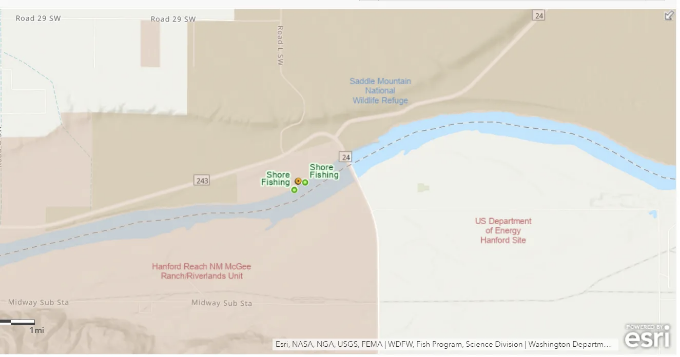 Road 29 SW
Road 29 SW
24
Road L SW
Saddle Mountain
National
Wildlife Refuge
24
Shore
Fishing
Shore
Fishing
243
US Department
of Energy
Hanford Site
Hanford Reach NM McGee
Ranch/Riverlands Unit
Midway Sub Sta
Midway Sub Sta
1mi
Esri, NASA, NGA, USGS, FEMA | WDFW, Fish Program, Science Division | Washington Departm...
POWERED BY
esri